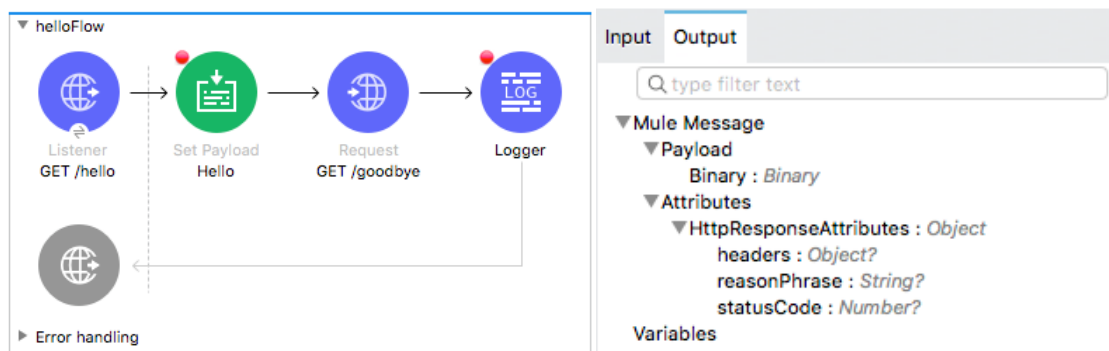 helloFlow
LOG
Listener
Set Payload
Request
Logger
GET /hello
Hello
GET /goodbye
Error handling
Input
Output
type filter text
Mule Message
Payload
Binary : Binary
Attributes
HttpResponseAttributes : Object
headers : Object?
reasonPhrase : String?
statusCode : Number?
Variables